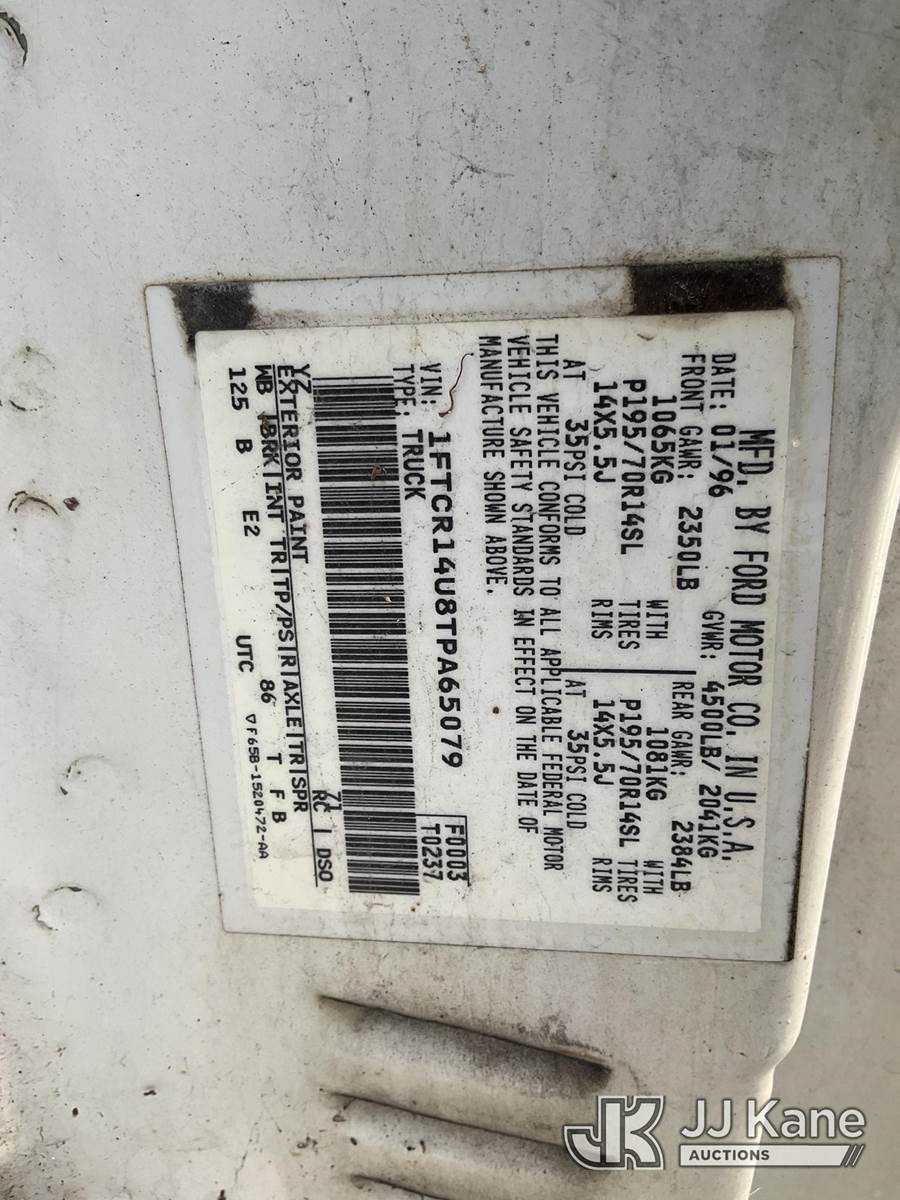 MFD. BY FORD MOTOR CO. IN U.S.A.
DATE: 01/96 GVWR: 4500LB/ 2041KG
FRONT GAWR: 2350LB REAR GAWR: 2384LB
1065KG WITH 1081KG WITH
P195/70R14SL TIRES P195/70R14SL TIRES
14X5.5J RIMS 14X5.5J RIMS
AT 35PSI COLD AT 35PSI COLD
THIS VEHICLE CONFORMS TO ALL APPLICABLE FEDERAL MOTOR
VEHICLE SAFETY STANDARDS IN EFFECT ON THE DATE OF
MANUFACTURE SHOWN ABOVE.
VIN: 1FTCR14U8TPA65079 F0003
TYPE: TRUCK T0237
YZ 71
EXTERIOR PAINT RC | DSO
WB |BRK|INT TR|TP/PS|R|AXLE|TR|SPR
125 B E2 86 T F B
UTC ▽F65B-1520472-AA
JK JJ Kane
AUCTIONS